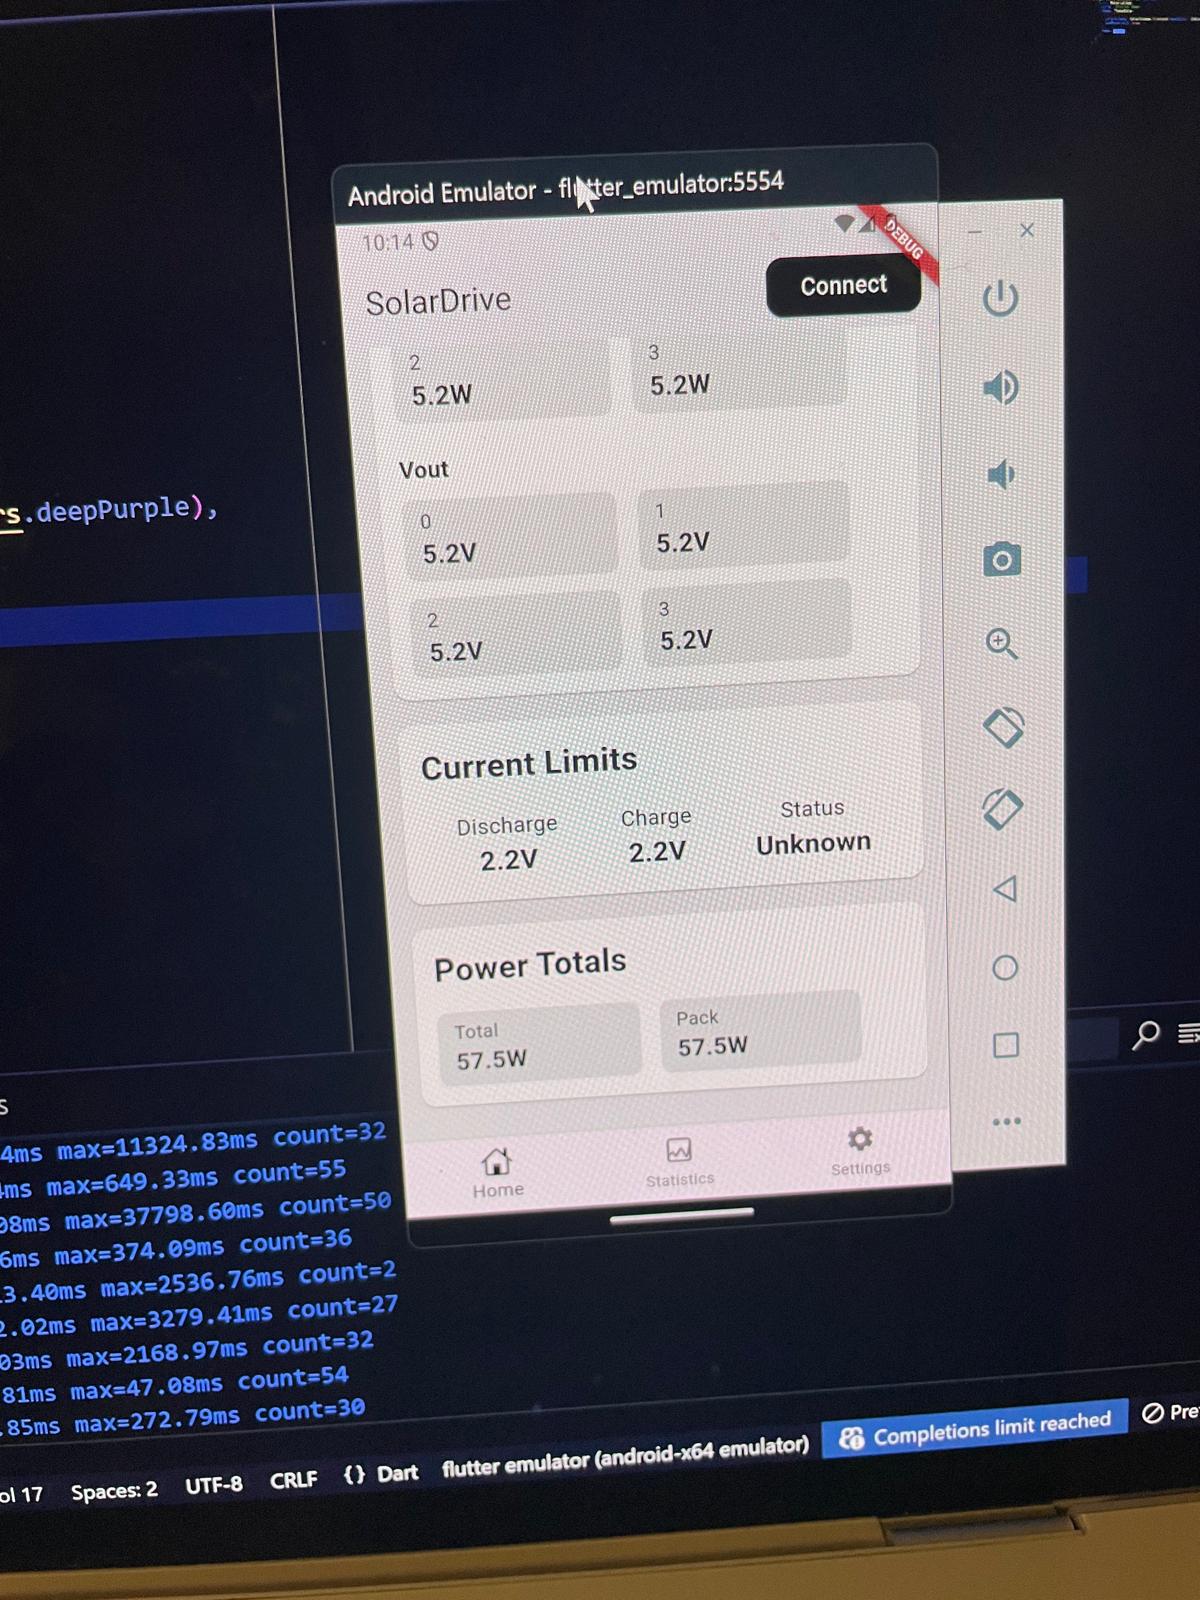 Android Emulator - flutter_emulator:5554
10:14
DEBUG
SolarDrive
Connect
2
5.2W
3
5.2W
Vout
0
5.2V
1
5.2V
2
5.2V
3
5.2V
Current Limits
Discharge
2.2V
Charge
2.2V
Status
Unknown
Power Totals
Total
57.5W
Pack
57.5W
Home
Statistics
Settings
s.deepPurple),
S
4ms max=11324.83ms count=32
ms max=649.33ms count=55
08ms max=37798.60ms count=50
6ms max=374.09ms count=36
3.40ms max=2536.76ms count=2
2.02ms max=3279.41ms count=27
03ms max=2168.97ms count=32
81ms max=47.08ms count=54
.85ms max=272.79ms count=30
ol 17 Spaces: 2 UTF-8 CRLF {} Dart flutter emulator (android-x64 emulator) Completions limit reached Pre